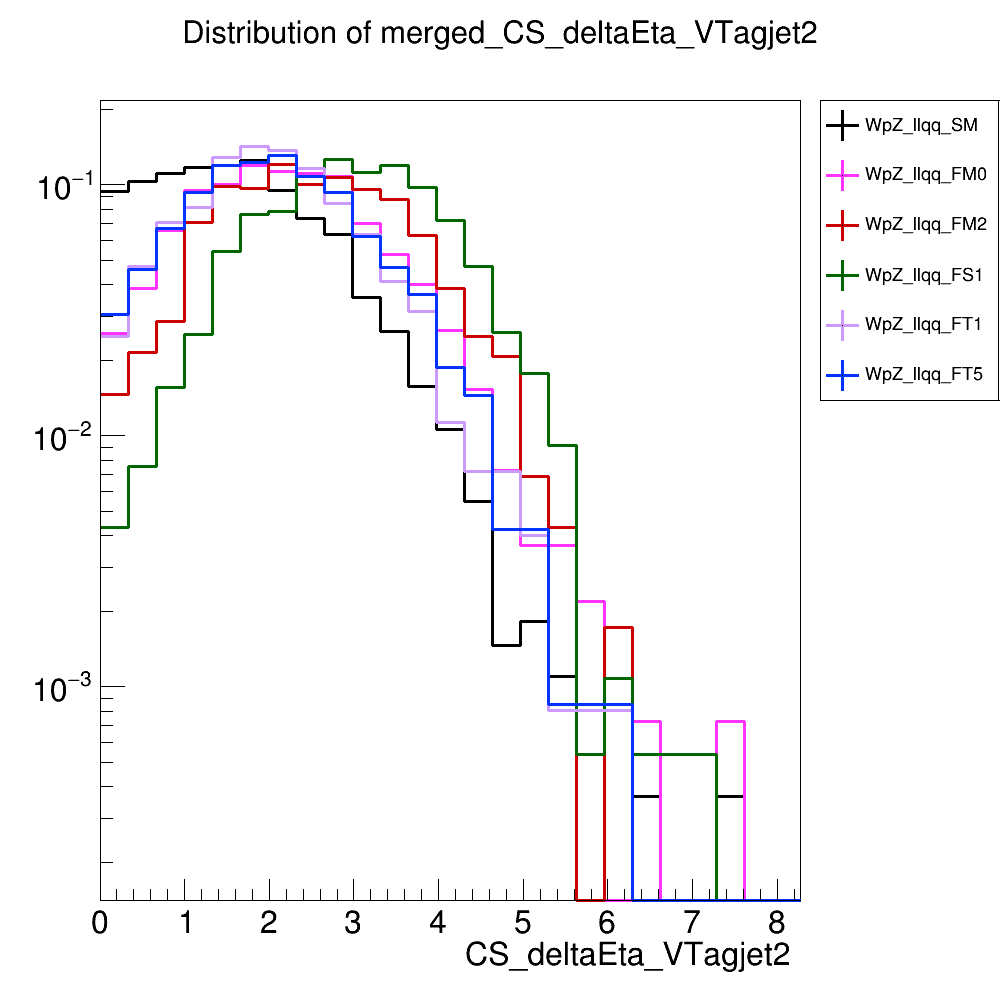 Distribution of merged_CS_deltaEta_VTagjet2
10⁻¹
10⁻²
10⁻³
0 1 2 3 4 5 6 7 8
CS_deltaEta_VTagjet2
WpZ_llqq_SM
WpZ_llqq_FM0
WpZ_llqq_FM2
WpZ_llqq_FS1
WpZ_llqq_FT1
WpZ_llqq_FT5